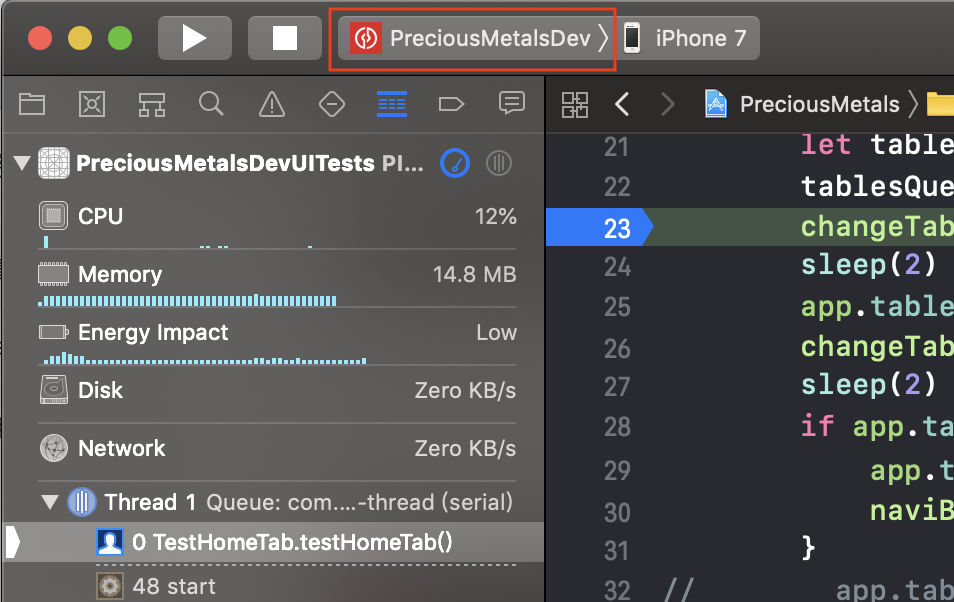 PreciousMetalsDev
iPhone 7
PreciousMetals
PreciousMetalsDevUITests PI...
CPU 12%
Memory 14.8 MB
Energy Impact Low
Disk Zero KB/s
Network Zero KB/s
Thread 1 Queue: com....-thread (serial)
0 TestHomeTab.testHomeTab()
48 start
21 let table
22 tablesQue
23 changeTab
24 sleep(2)
25 app.table
26 changeTab
27 sleep(2)
28 if app.ta
29 app.t
30 naviB
31 }
32 // app.tab